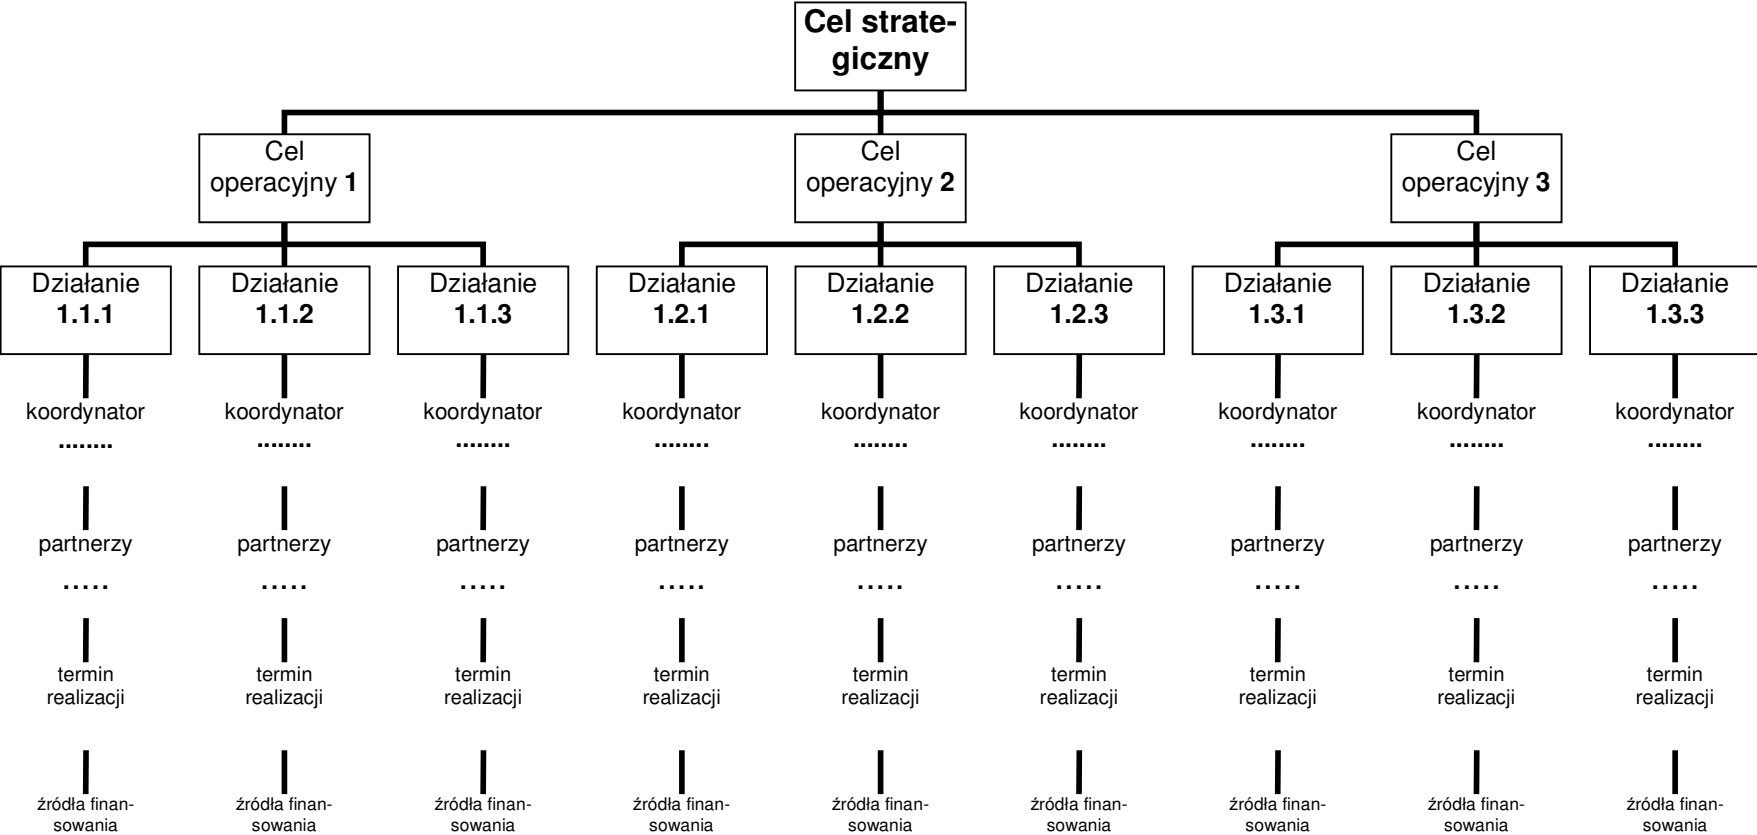 Cel strate-
giczny
Cel
operacyjny 1
Cel
operacyjny 2
Cel
operacyjny 3
Działanie
1.1.1
Działanie
1.1.2
Działanie
1.1.3
Działanie
1.2.1
Działanie
1.2.2
Działanie
1.2.3
Działanie
1.3.1
Działanie
1.3.2
Działanie
1.3.3
koordynator
........
koordynator
........
koordynator
........
koordynator
........
koordynator
........
koordynator
........
koordynator
........
koordynator
........
koordynator
........
partnerzy
.....
partnerzy
.....
partnerzy
.....
partnerzy
.....
partnerzy
.....
partnerzy
.....
partnerzy
.....
partnerzy
.....
partnerzy
.....
termin
realizacji
termin
realizacji
termin
realizacji
termin
realizacji
termin
realizacji
termin
realizacji
termin
realizacji
termin
realizacji
termin
realizacji
źródła finan-
sowania
źródła finan-
sowania
źródła finan-
sowania
źródła finan-
sowania
źródła finan-
sowania
źródła finan-
sowania
źródła finan-
sowania
źródła finan-
sowania
źródła finan-
sowania